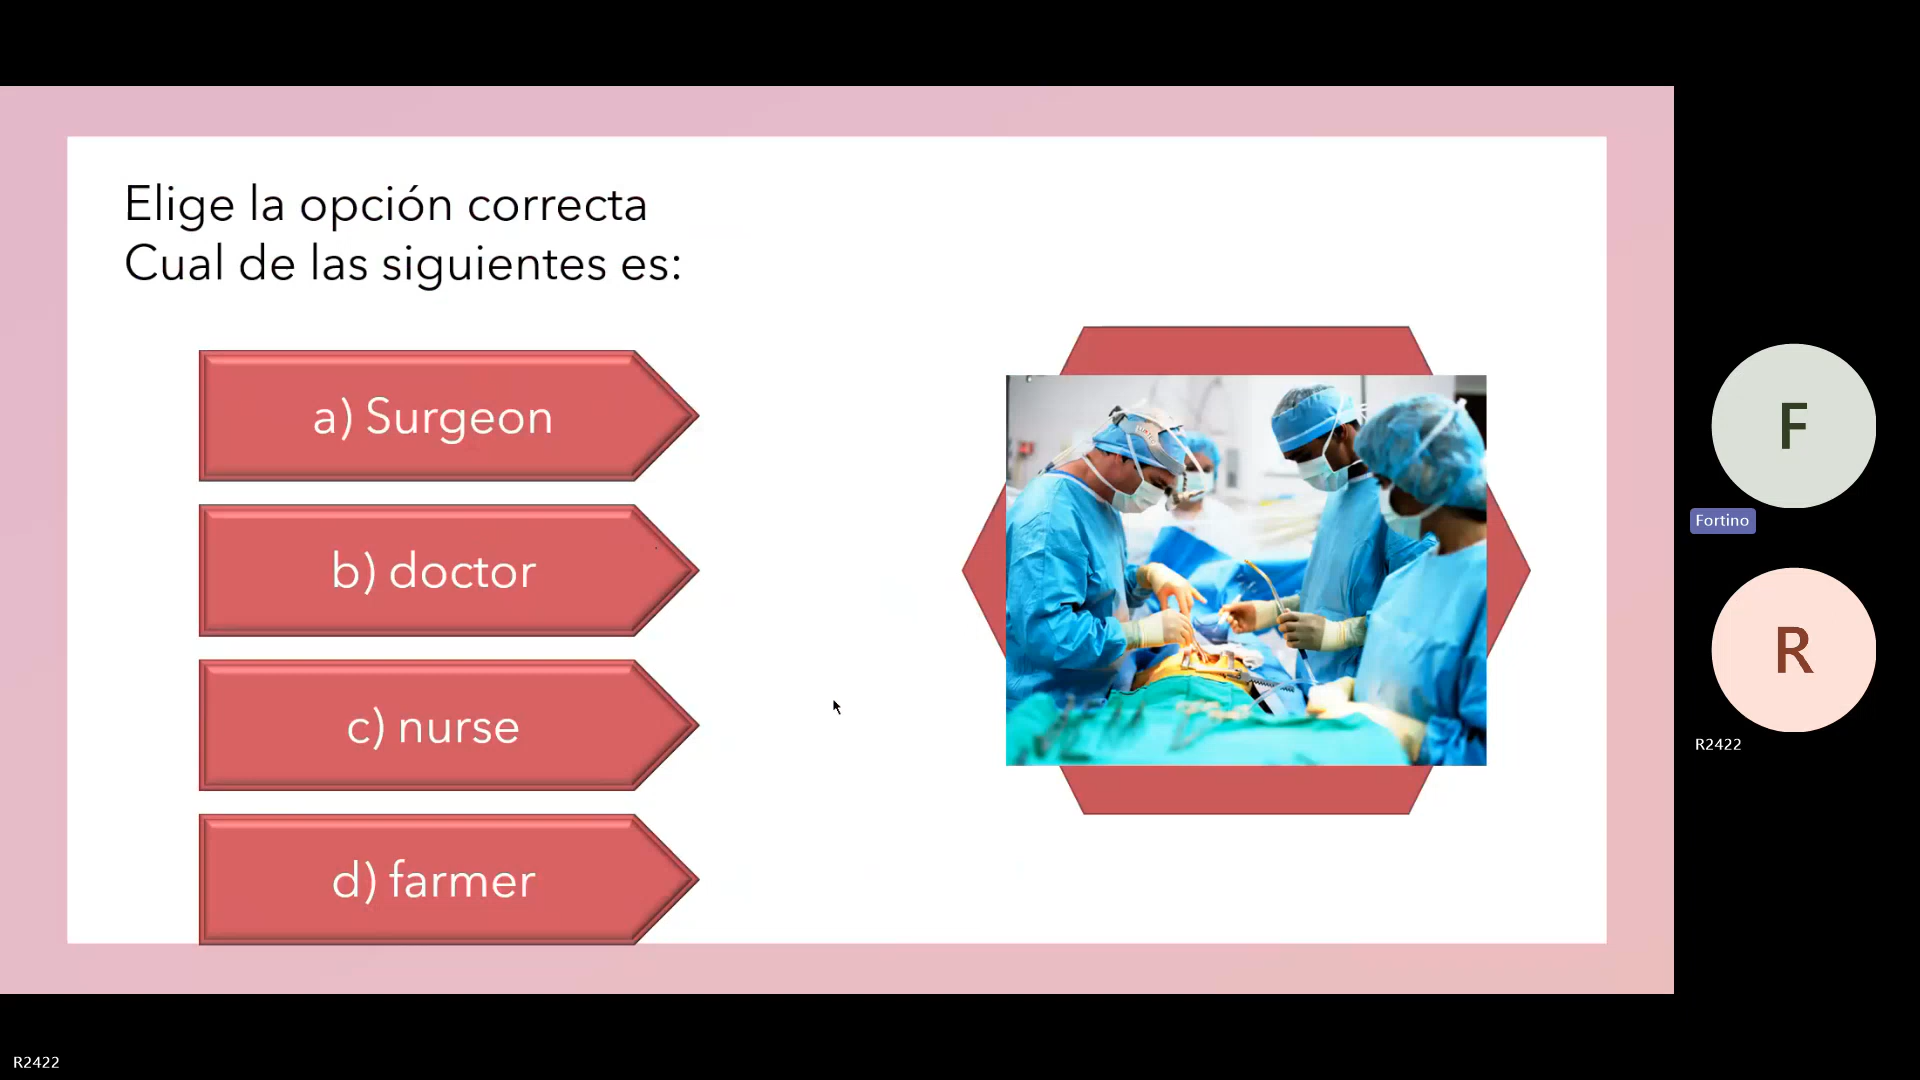 Elige la opción correcta
Cual de las siguientes es:
a) Surgeon
b) doctor
c) nurse
d) farmer
F
Fortino
R
R2422
R2422